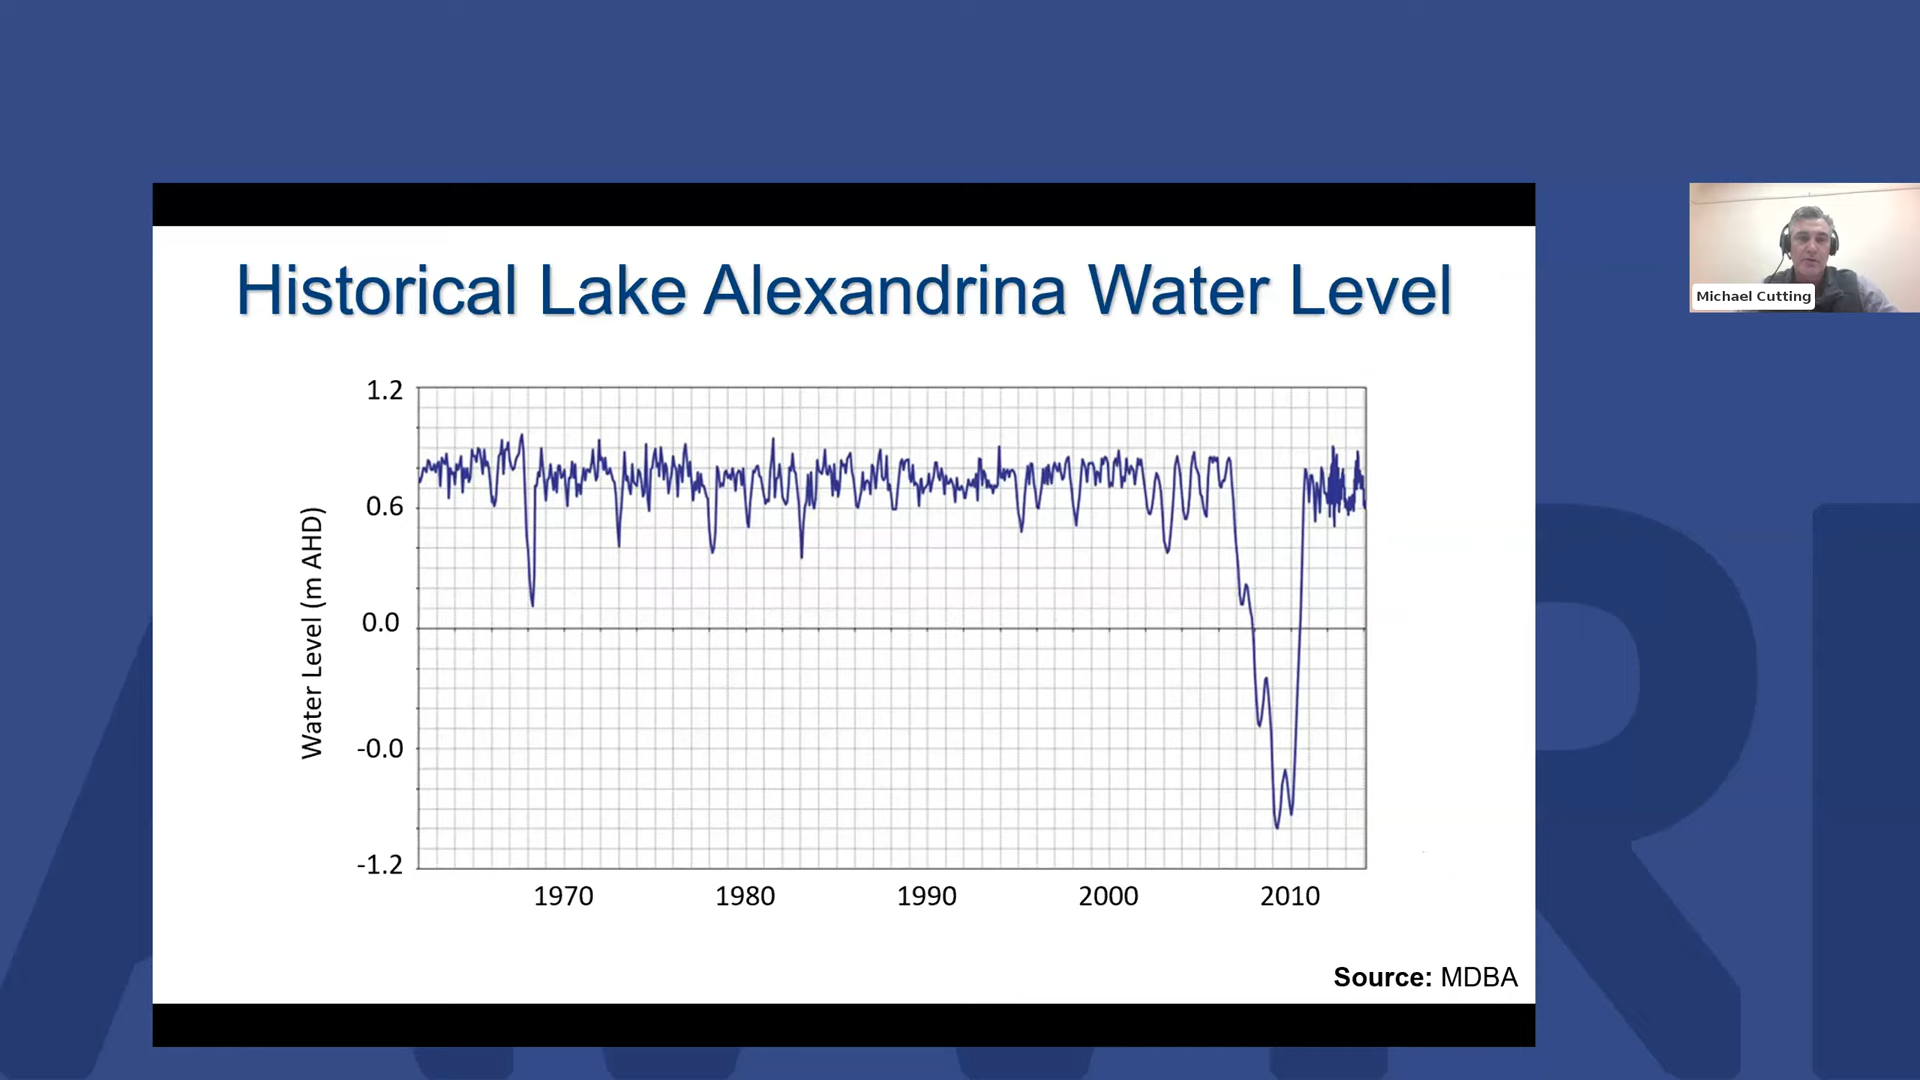 Historical Lake Alexandrina Water Level
Michael Cutting
1.2
0.6
0.0
-0.0
-1.2
Water Level (m AHD)
1970 1980 1990 2000 2010
Source: MDBA